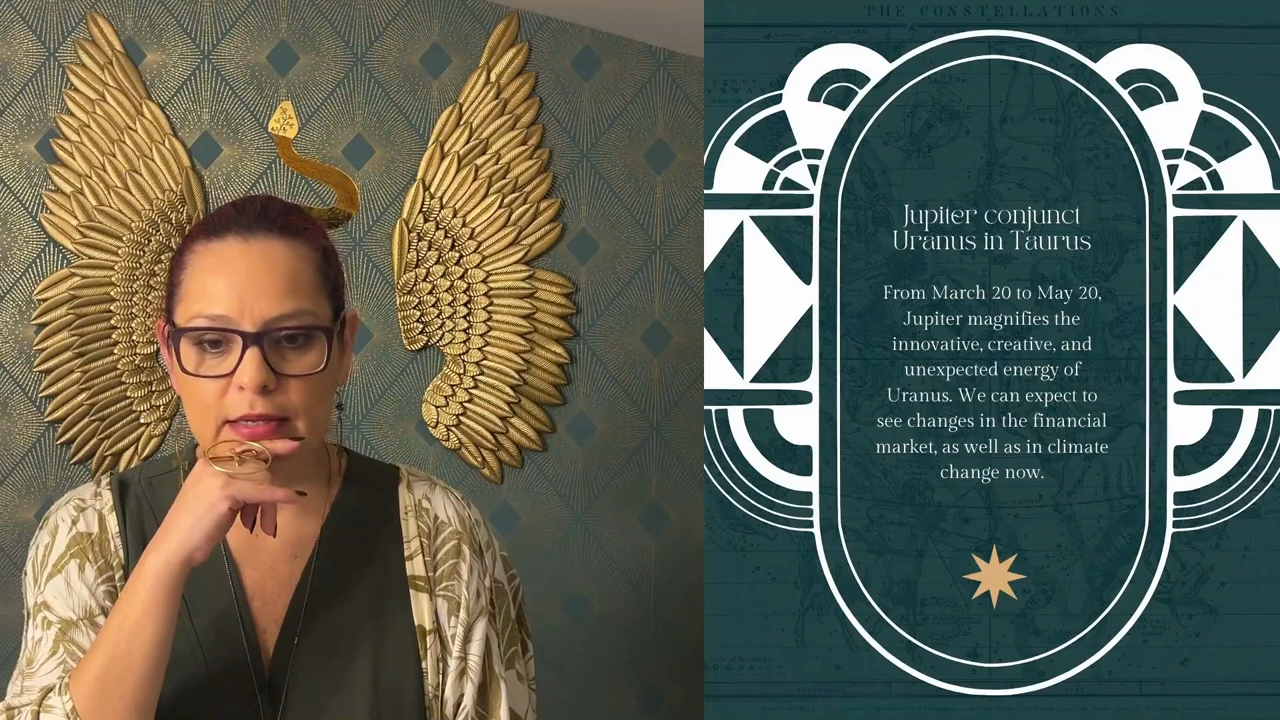 THE CONSTELLATIONS
Jupiter conjunct
Uranus in Taurus
From March 20 to May 20,
Jupiter magnifies the
innovative, creative, and
unexpected energy of
Uranus. We can expect to
see changes in the financial
market, as well as in climate
change now.